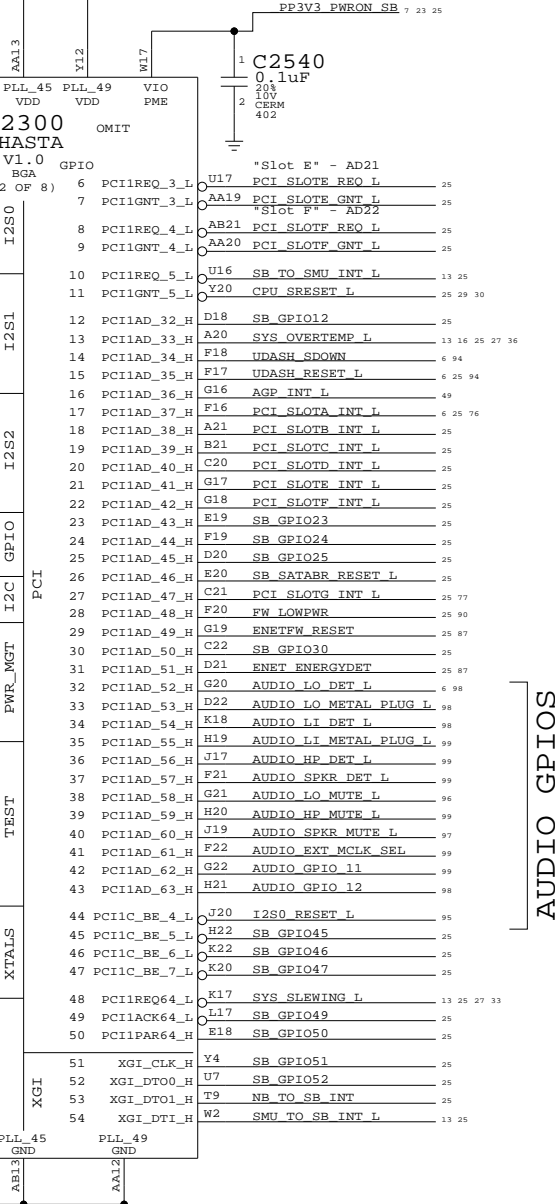 PP3V3_PWRON_SB 7 23 25
AA13
Y12
W17
1 C2540
0.1uF
20%
10V
2 CERM
402
PLL_45 PLL_49 VIO
VDD VDD PME
2300 OMIT
HASTA
V1.0 GPIO
BGA
2 OF 8)
"Slot E" - AD21
6 PCI1REQ_3_L U17 PCI_SLOTE_REQ_L 25
7 PCI1GNT_3_L AA19 PCI_SLOTE_GNT_L 25
"Slot F" - AD22
8 PCI1REQ_4_L AB21 PCI_SLOTF_REQ_L 25
9 PCI1GNT_4_L AA20 PCI_SLOTF_GNT_L 25
10 PCI1REQ_5_L U16 SB_TO_SMU_INT_L 13 25
11 PCI1GNT_5_L Y20 CPU_SRESET_L 25 29 30
12 PCI1AD_32_H D18 SB_GPIO12 25
13 PCI1AD_33_H A20 SYS_OVERTEMP_L 13 16 25 27 36
14 PCI1AD_34_H F18 UDASH_SDOWN 6 94
15 PCI1AD_35_H F17 UDASH_RESET_L 6 25 94
16 PCI1AD_36_H G16 AGP_INT_L 49
17 PCI1AD_37_H F16 PCI_SLOTA_INT_L 6 25 76
18 PCI1AD_38_H A21 PCI_SLOTB_INT_L 25
19 PCI1AD_39_H B21 PCI_SLOTC_INT_L 25
20 PCI1AD_40_H C20 PCI_SLOTD_INT_L 25
21 PCI1AD_41_H G17 PCI_SLOTE_INT_L 25
22 PCI1AD_42_H G18 PCI_SLOTF_INT_L 25
23 PCI1AD_43_H E19 SB_GPIO23 25
24 PCI1AD_44_H F19 SB_GPIO24 25
25 PCI1AD_45_H D20 SB_GPIO25 25
26 PCI1AD_46_H E20 SB_SATABR_RESET_L 25
27 PCI1AD_47_H C21 PCI_SLOTG_INT_L 25 77
28 PCI1AD_48_H F20 FW_LOWPWR 25 90
29 PCI1AD_49_H G19 ENETFW_RESET 25 87
30 PCI1AD_50_H C22 SB_GPIO30 25
31 PCI1AD_51_H D21 ENET_ENERGYDET 25 87
32 PCI1AD_52_H G20 AUDIO_LO_DET_L 6 98
33 PCI1AD_53_H D22 AUDIO_LO_METAL_PLUG_L 98
34 PCI1AD_54_H K18 AUDIO_LI_DET_L 98
35 PCI1AD_55_H H19 AUDIO_LI_METAL_PLUG_L 99
36 PCI1AD_56_H J17 AUDIO_HP_DET_L 99
37 PCI1AD_57_H F21 AUDIO_SPKR_DET_L 99
38 PCI1AD_58_H G21 AUDIO_LO_MUTE_L 96
39 PCI1AD_59_H H20 AUDIO_HP_MUTE_L 99
40 PCI1AD_60_H J19 AUDIO_SPKR_MUTE_L 97
41 PCI1AD_61_H F22 AUDIO_EXT_MCLK_SEL 99
42 PCI1AD_62_H G22 AUDIO_GPIO_11 99
43 PCI1AD_63_H H21 AUDIO_GPIO_12 98
44 PCI1C_BE_4_L J20 I2S0_RESET_L 95
45 PCI1C_BE_5_L H22 SB_GPIO45 25
46 PCI1C_BE_6_L K22 SB_GPIO46 25
47 PCI1C_BE_7_L K20 SB_GPIO47 25
48 PCI1REQ64_L K17 SYS_SLEWING_L 13 25 27 33
49 PCI1ACK64_L L17 SB_GPIO49 25
50 PCI1PAR64_H E18 SB_GPIO50 25
51 XGI_CLK_H Y4 SB_GPIO51 25
52 XGI_DTO0_H U7 SB_GPIO52 25
53 XGI_DTO1_H T9 NB_TO_SB_INT 25
54 XGI_DTI_H W2 SMU_TO_SB_INT_L 13 25
PLL_45 PLL_49
GND GND
AB13
AA12
I2S0
I2S1
I2S2
GPIO
I2C
PWR_MGT
TEST
XTALS
PCI
XGI
AUDIO GPIOS